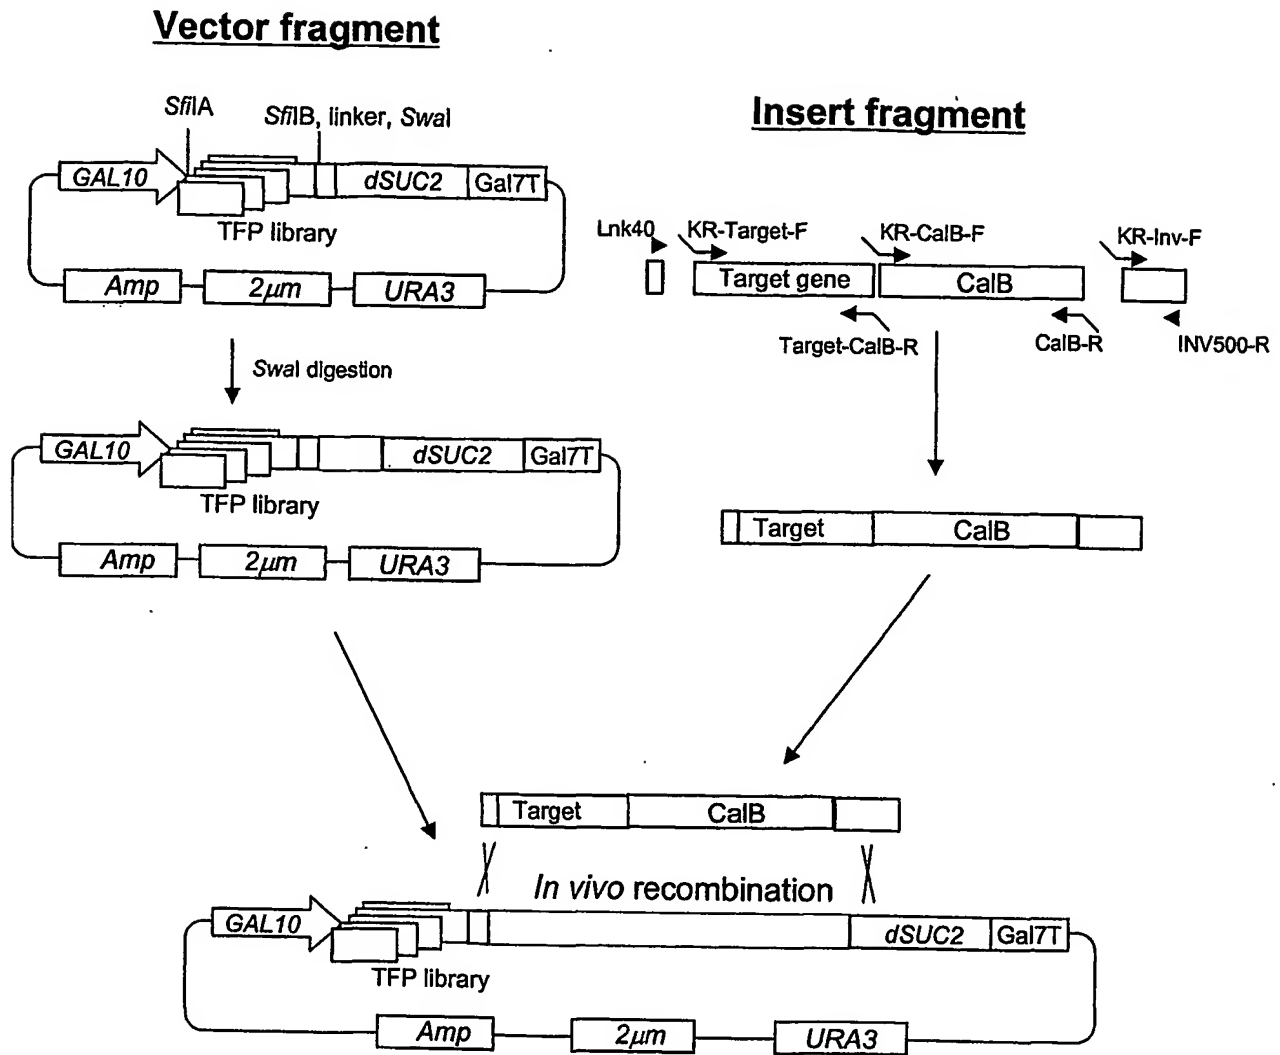 Vector fragment
SfiIA
SfiIB, linker, SwaI
GAL10
dSUC2
Gal7T
TFP library
Amp
2μm
URA3
SwaI digestion
GAL10
dSUC2
Gal7T
TFP library
Amp
2μm
URA3
Insert fragment
Lnk40
KR-Target-F
KR-CalB-F
KR-Inv-F
Target gene
CalB
Target-CalB-R
CalB-R
INV500-R
Target
CalB
Target
CalB
In vivo recombination
GAL10
dSUC2
Gal7T
TFP library
Amp
2μm
URA3